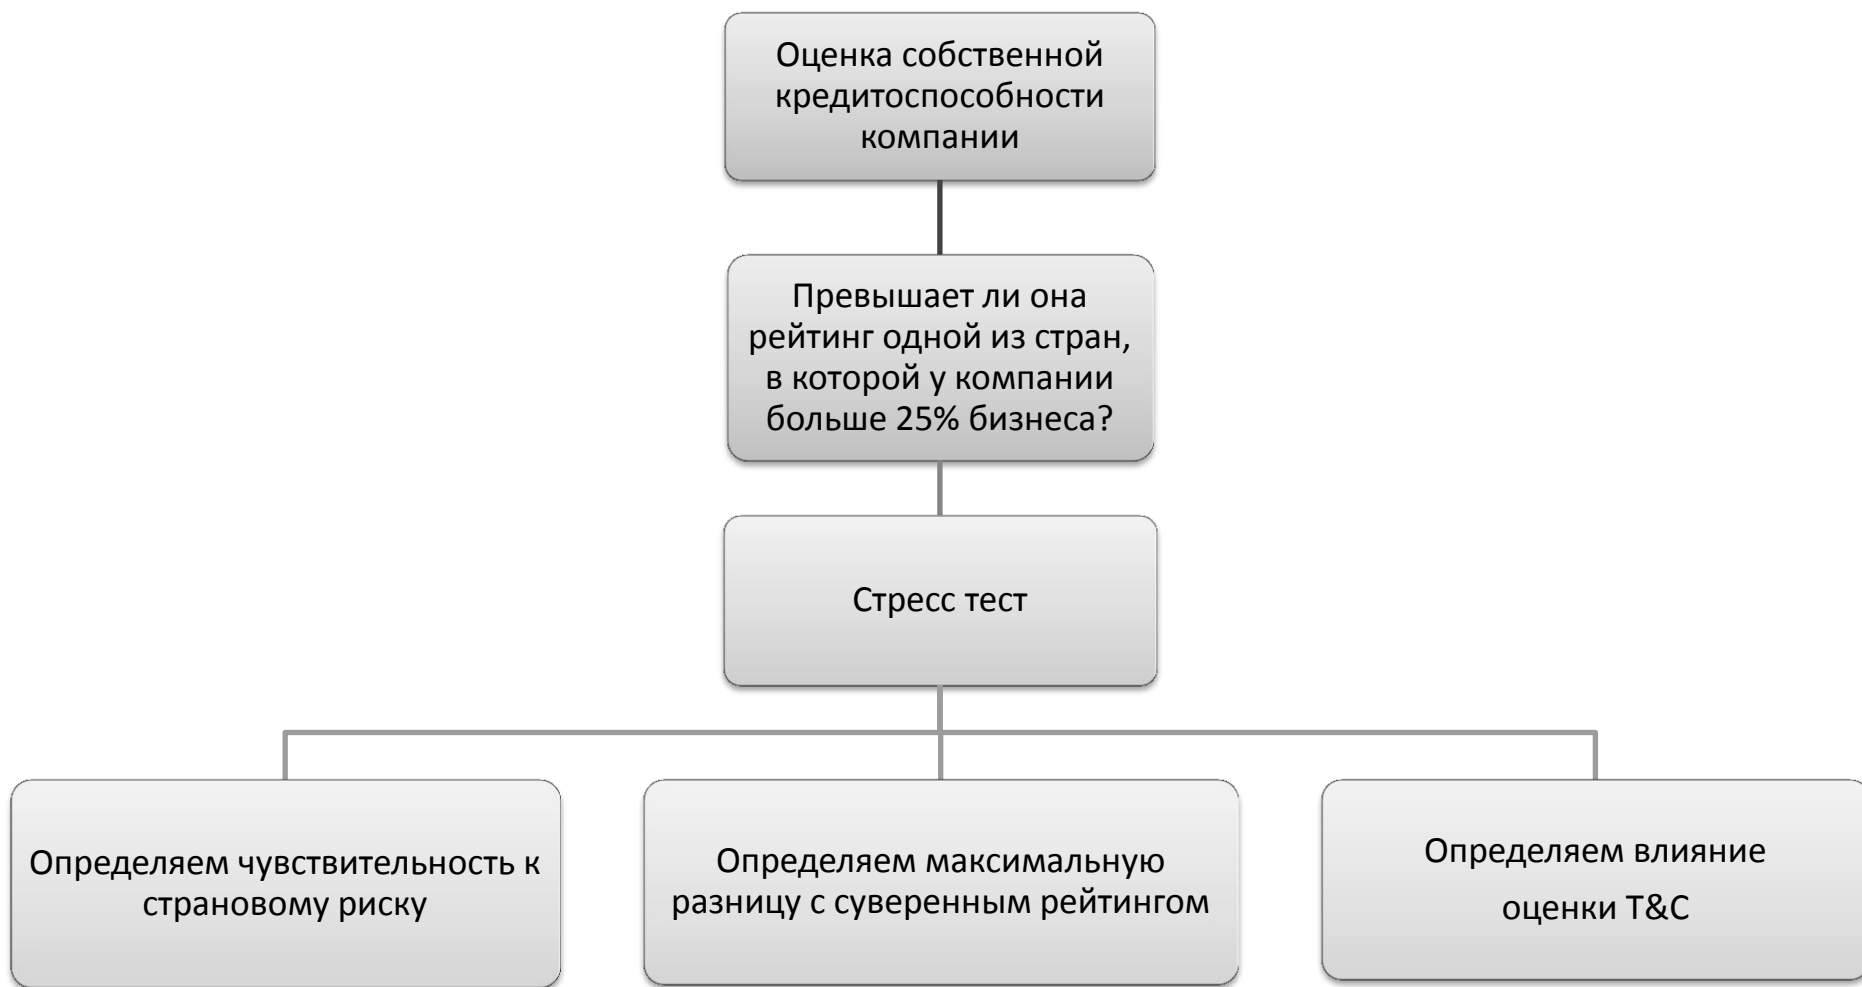 Оценка собственной
кредитоспособности
компании
Превышает ли она
рейтинг одной из стран,
в которой у компании
больше 25% бизнеса?
Стресс тест
Определяем чувствительность к
страновому риску
Определяем максимальную
разницу с суверенным рейтингом
Определяем влияние
оценки T&C